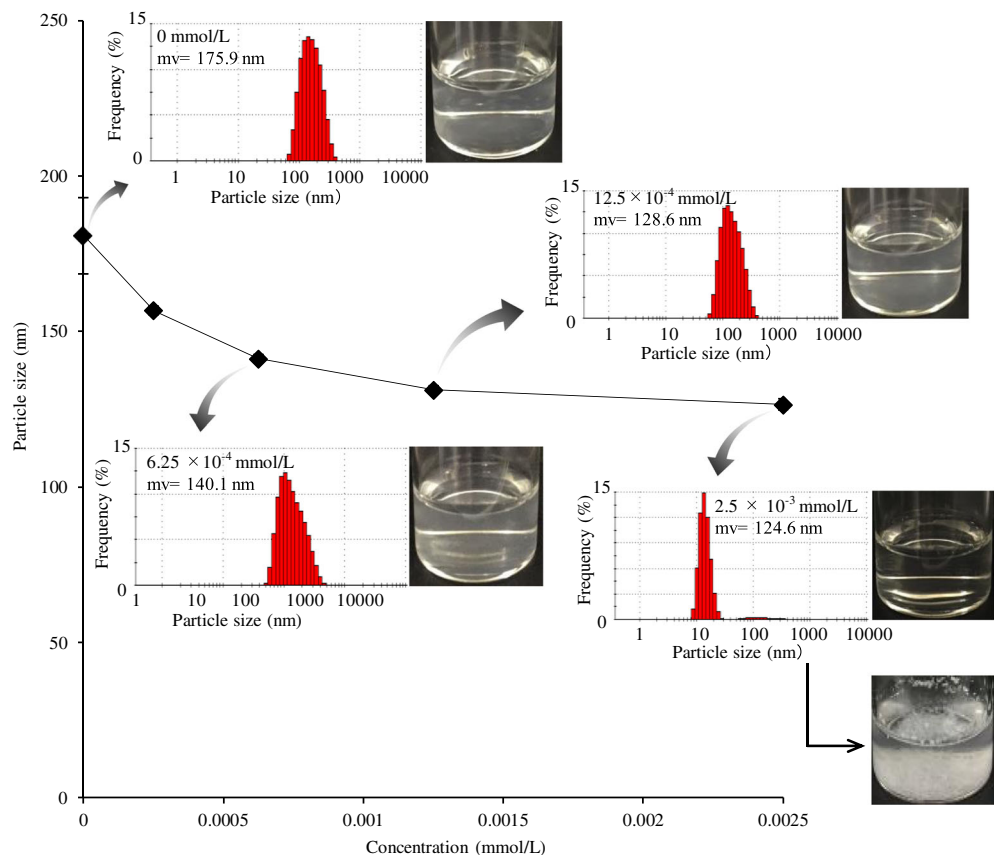 250
200
150
100
50
0
Particle size (nm)
0
0.0005
0.001
0.0015
0.002
0.0025
Concentration (mmol/L)
15
0
Frequency (%)
0 mmol/L
mv= 175.9 nm
1 10 100 1000 10000
Particle size (nm)
15
0
Frequency (%)
12.5 × 10⁻⁴ mmol/L
mv= 128.6 nm
1 10 100 1000 10000
Particle size (nm)
15
0
Frequency (%)
6.25 × 10⁻⁴ mmol/L
mv= 140.1 nm
1 10 100 1000 10000
Particle size (nm)
15
0
Frequency (%)
2.5 × 10⁻³ mmol/L
mv= 124.6 nm
1 10 100 1000 10000
Particle size (nm)